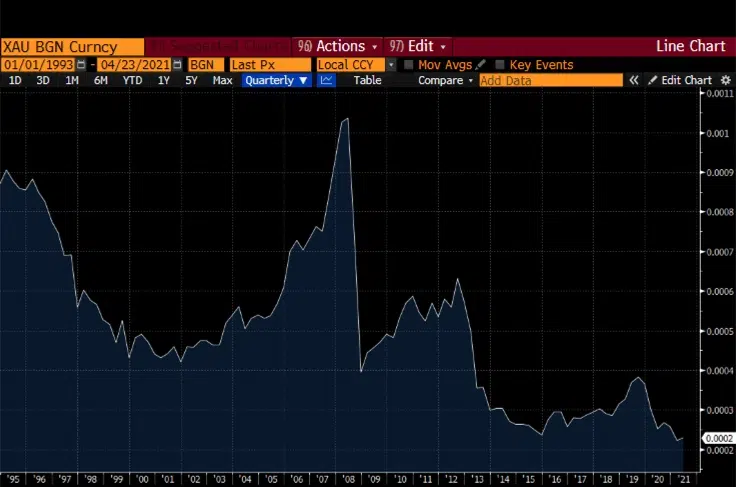 XAU BGN Curncy 96) Actions 97) Edit Line Chart
01/01/1993 - 04/23/2021 BGN Last Px Local CCY Mov Avgs Key Events
1D 3D 1M 6M YTD 1Y 5Y Max Quarterly ▼ Table Compare Add Data « Edit Chart
0.0011
0.001
0.0009
0.0008
0.0007
0.0006
0.0005
0.0004
0.0003
0.0002
0.0002
'95 '96 '97 '98 '99 '00 '01 '02 '03 '04 '05 '06 '07 '08 '09 '10 '11 '12 '13 '14 '15 '16 '17 '18 '19 '20 '21